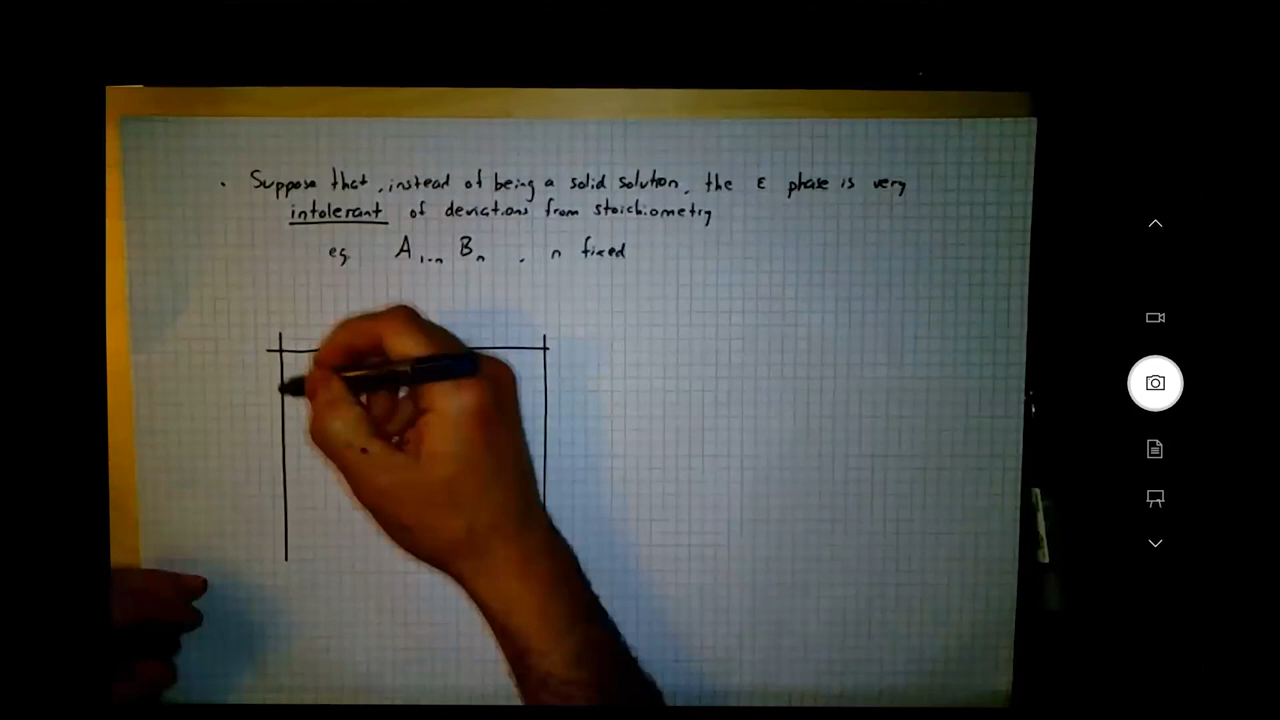 · Suppose that, instead of being a solid solution, the ε phase is very
intolerant of deviations from stoichiometry
eg. A₁₋ₙ Bₙ , n fixed